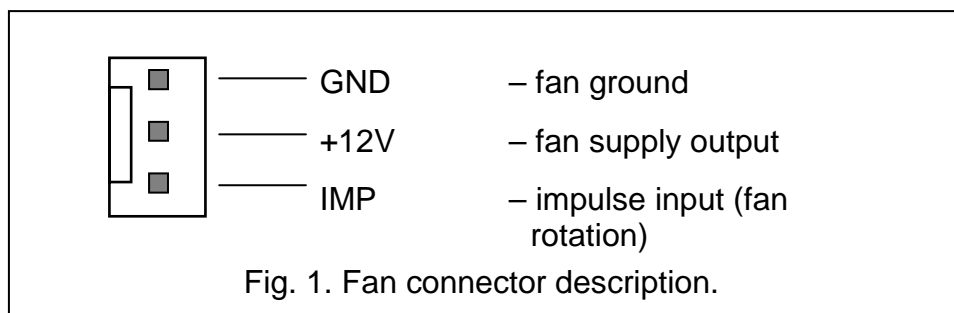 GND – fan ground
+12V – fan supply output
IMP – impulse input (fan
rotation)
Fig. 1. Fan connector description.